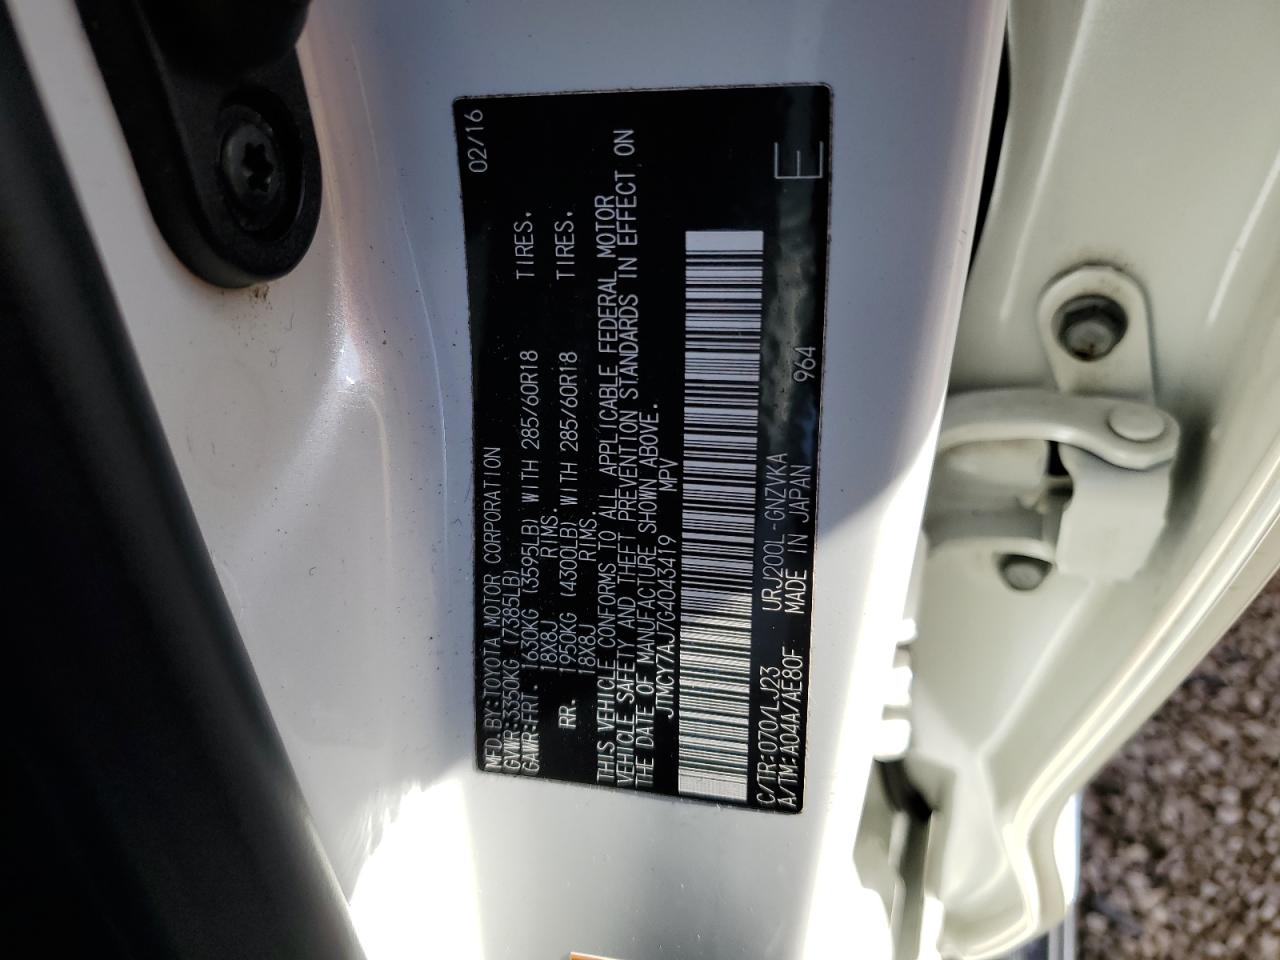 MFD.BY:TOYOTA MOTOR CORPORATION 02/16
GVWR:3350KG (7385LB)
GAWR:FRT. 1630KG (3595LB) WITH 285/60R18 TIRES.
18X8J RIMS.
RR. 1950KG (4300LB) WITH 285/60R18 TIRES.
18X8J RIMS.
THIS VEHICLE CONFORMS TO ALL APPLICABLE FEDERAL MOTOR
VEHICLE SAFETY AND THEFT PREVENTION STANDARDS IN EFFECT ON
THE DATE OF MANUFACTURE SHOWN ABOVE.
JTMCY7AJ7G4043419 MPV
C/TR:070/LJ23 URJ200L-GNZVKA
A/TM:A04A/AE80F MADE IN JAPAN 964 E